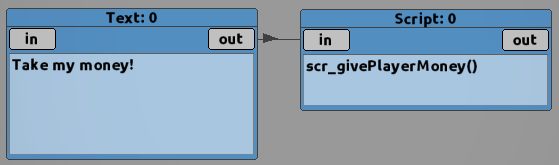 Text: 0
in
out
Take my money!
Script: 0
in
out
scr_givePlayerMoney()